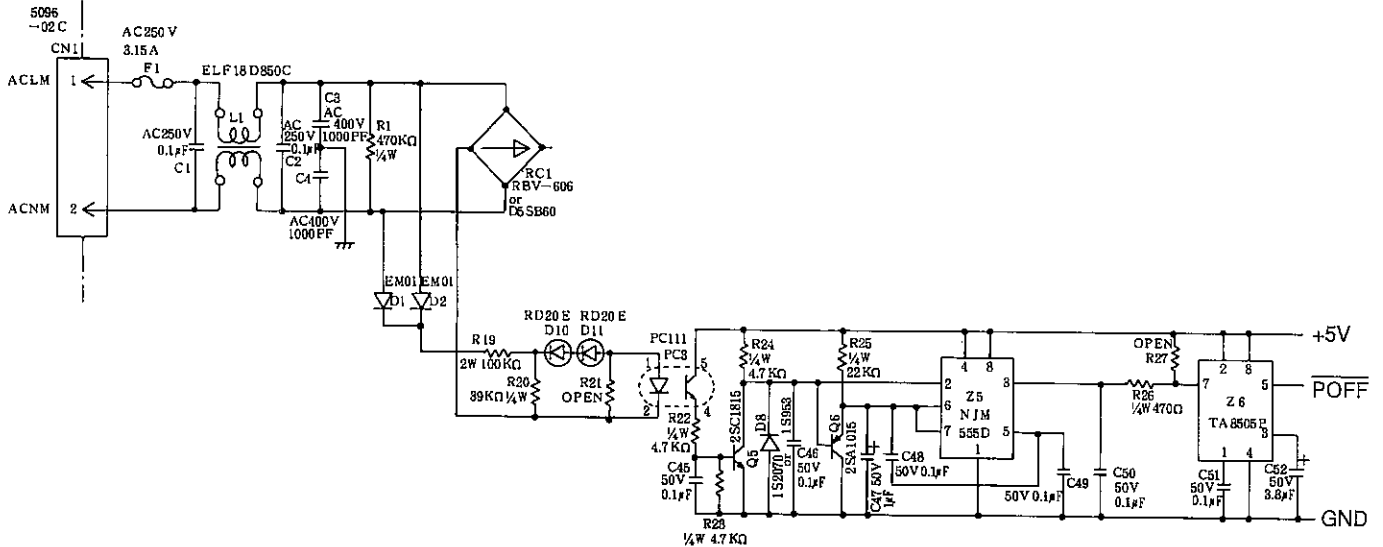 5096
-02C
CN1
ACLM
1
ACNM
2
AC250V
3.15A
F1
ELF18D850C
L1
AC250V
0.1µF
C1
AC
250V
0.1µF
C2
C3
AC
400V
1000PF
C4
AC400V
1000PF
R1
470KΩ
¼W
RC1
RBV-606
or
D5SB60
EM01
D1
EM01
D2
R19
2W 100KΩ
R20
39KΩ¼W
RD20E
D10
RD20E
D11
R21
OPEN
PC111
PC3
1
2
5
4
R22
¼W
4.7KΩ
C45
50V
0.1µF
R23
¼W 4.7KΩ
R24
¼W
4.7KΩ
2SC1815
Q5
D8
1S2070
or
1S953
C46
50V
0.1µF
R25
¼W
22KΩ
Q6
2SA1015
C47 50V
1µF
+
C48
50V 0.1µF
4 8
2
3
6
7
5
1
Z5
NJM
555D
C49
50V 0.1µF
C50
50V
0.1µF
R26
¼W 470Ω
OPEN
R27
2 8
7
5
3
1 4
Z6
TA8505P
C51
50V
0.1µF
+
C52
50V
3.3µF
+5V
POFF
GND